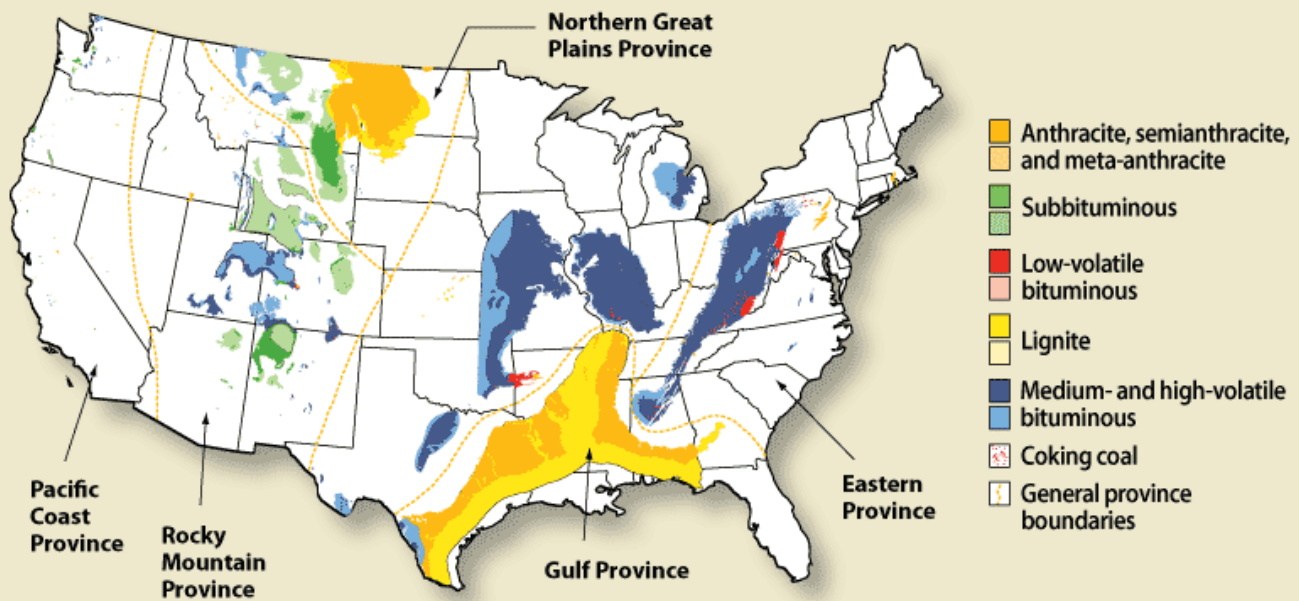 Northern Great
Plains Province
Pacific
Coast
Province
Rocky
Mountain
Province
Gulf Province
Eastern
Province
Anthracite, semianthracite,
and meta-anthracite
Subbituminous
Low-volatile
bituminous
Lignite
Medium- and high-volatile
bituminous
Coking coal
General province
boundaries